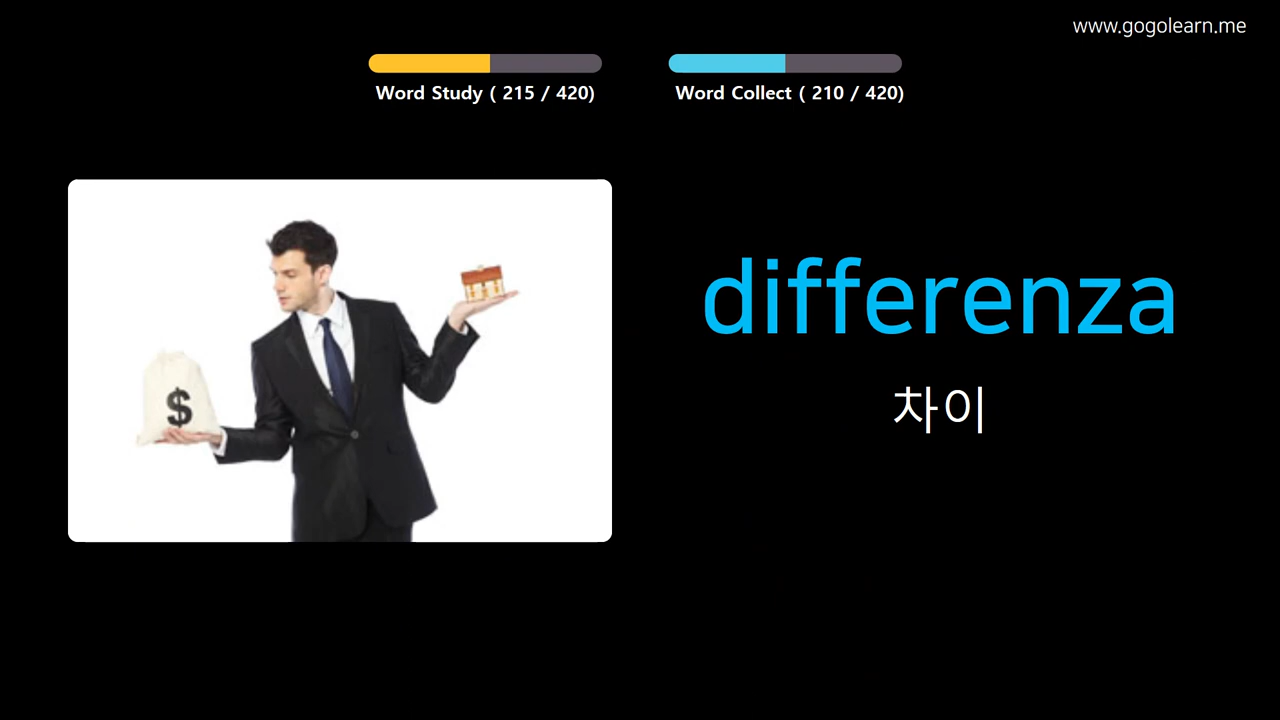 www.gogolearn.me
Word Study ( 215 / 420)
Word Collect ( 210 / 420)
$
differenza
차이